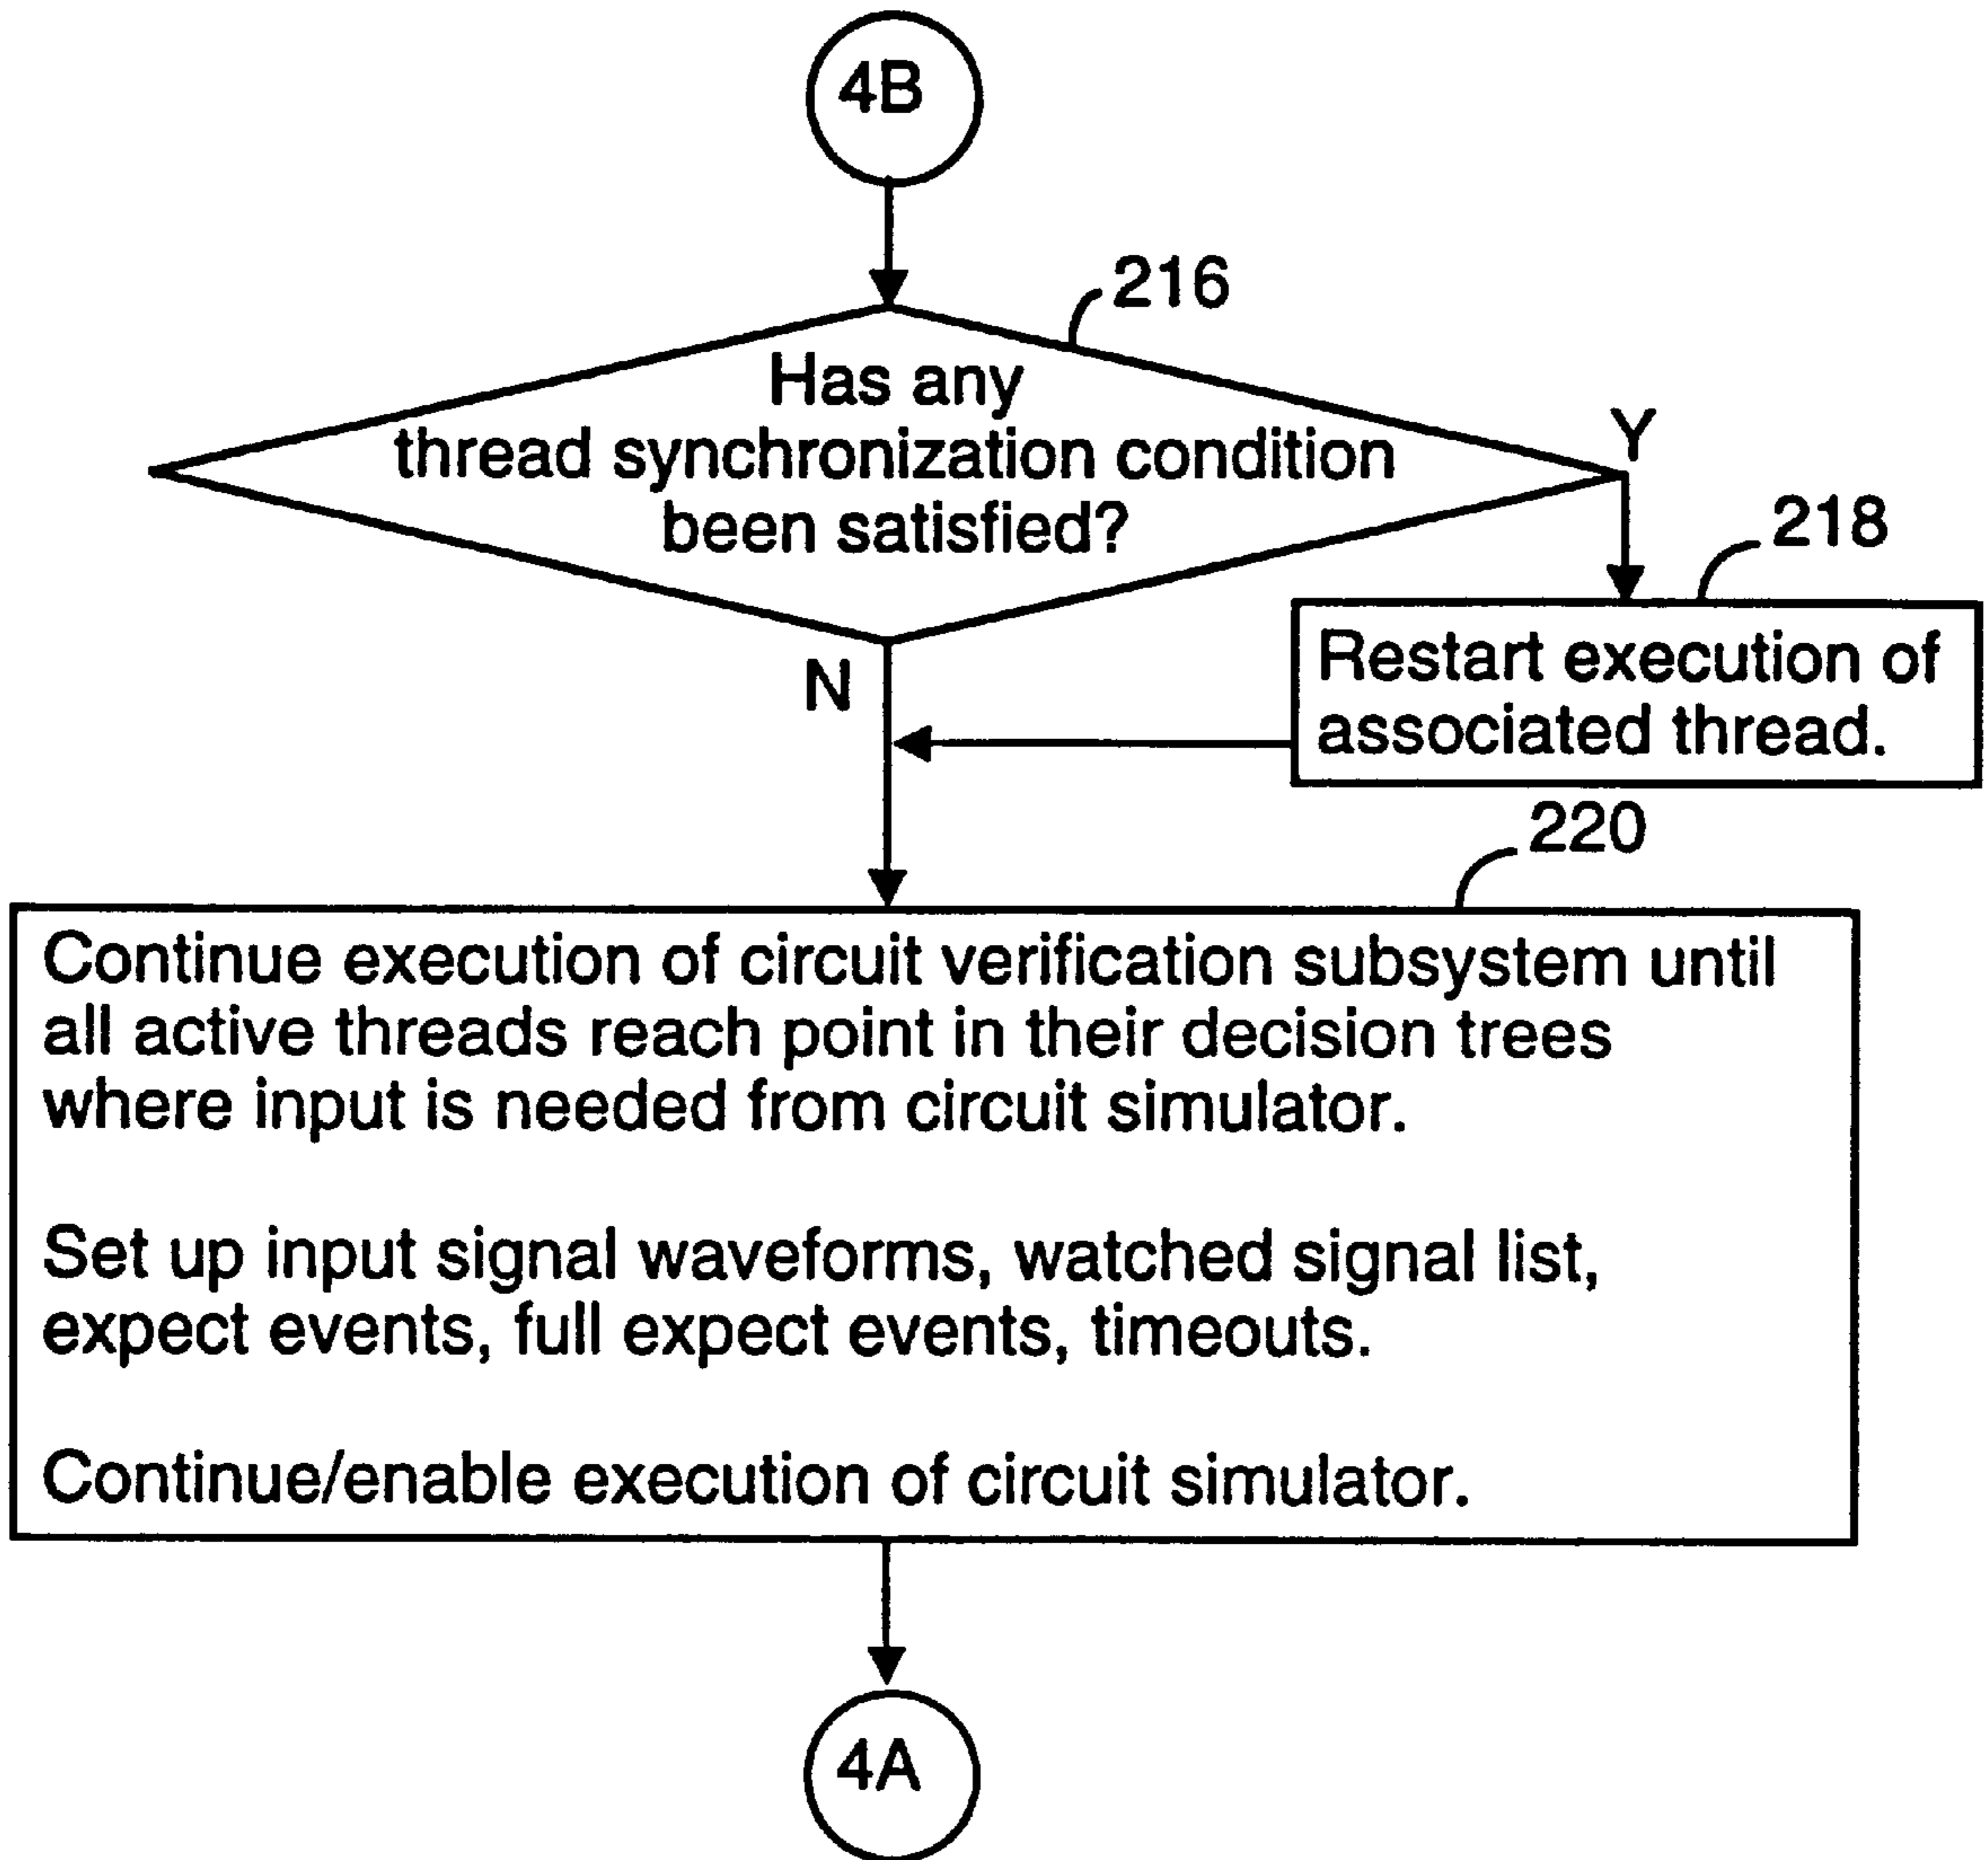 4B
216
Has any
thread synchronization condition
been satisfied?
Y
218
Restart execution of
associated thread.
N
220
Continue execution of circuit verification subsystem until
all active threads reach point in their decision trees
where input is needed from circuit simulator.
Set up input signal waveforms, watched signal list,
expect events, full expect events, timeouts.
Continue/enable execution of circuit simulator.
4A